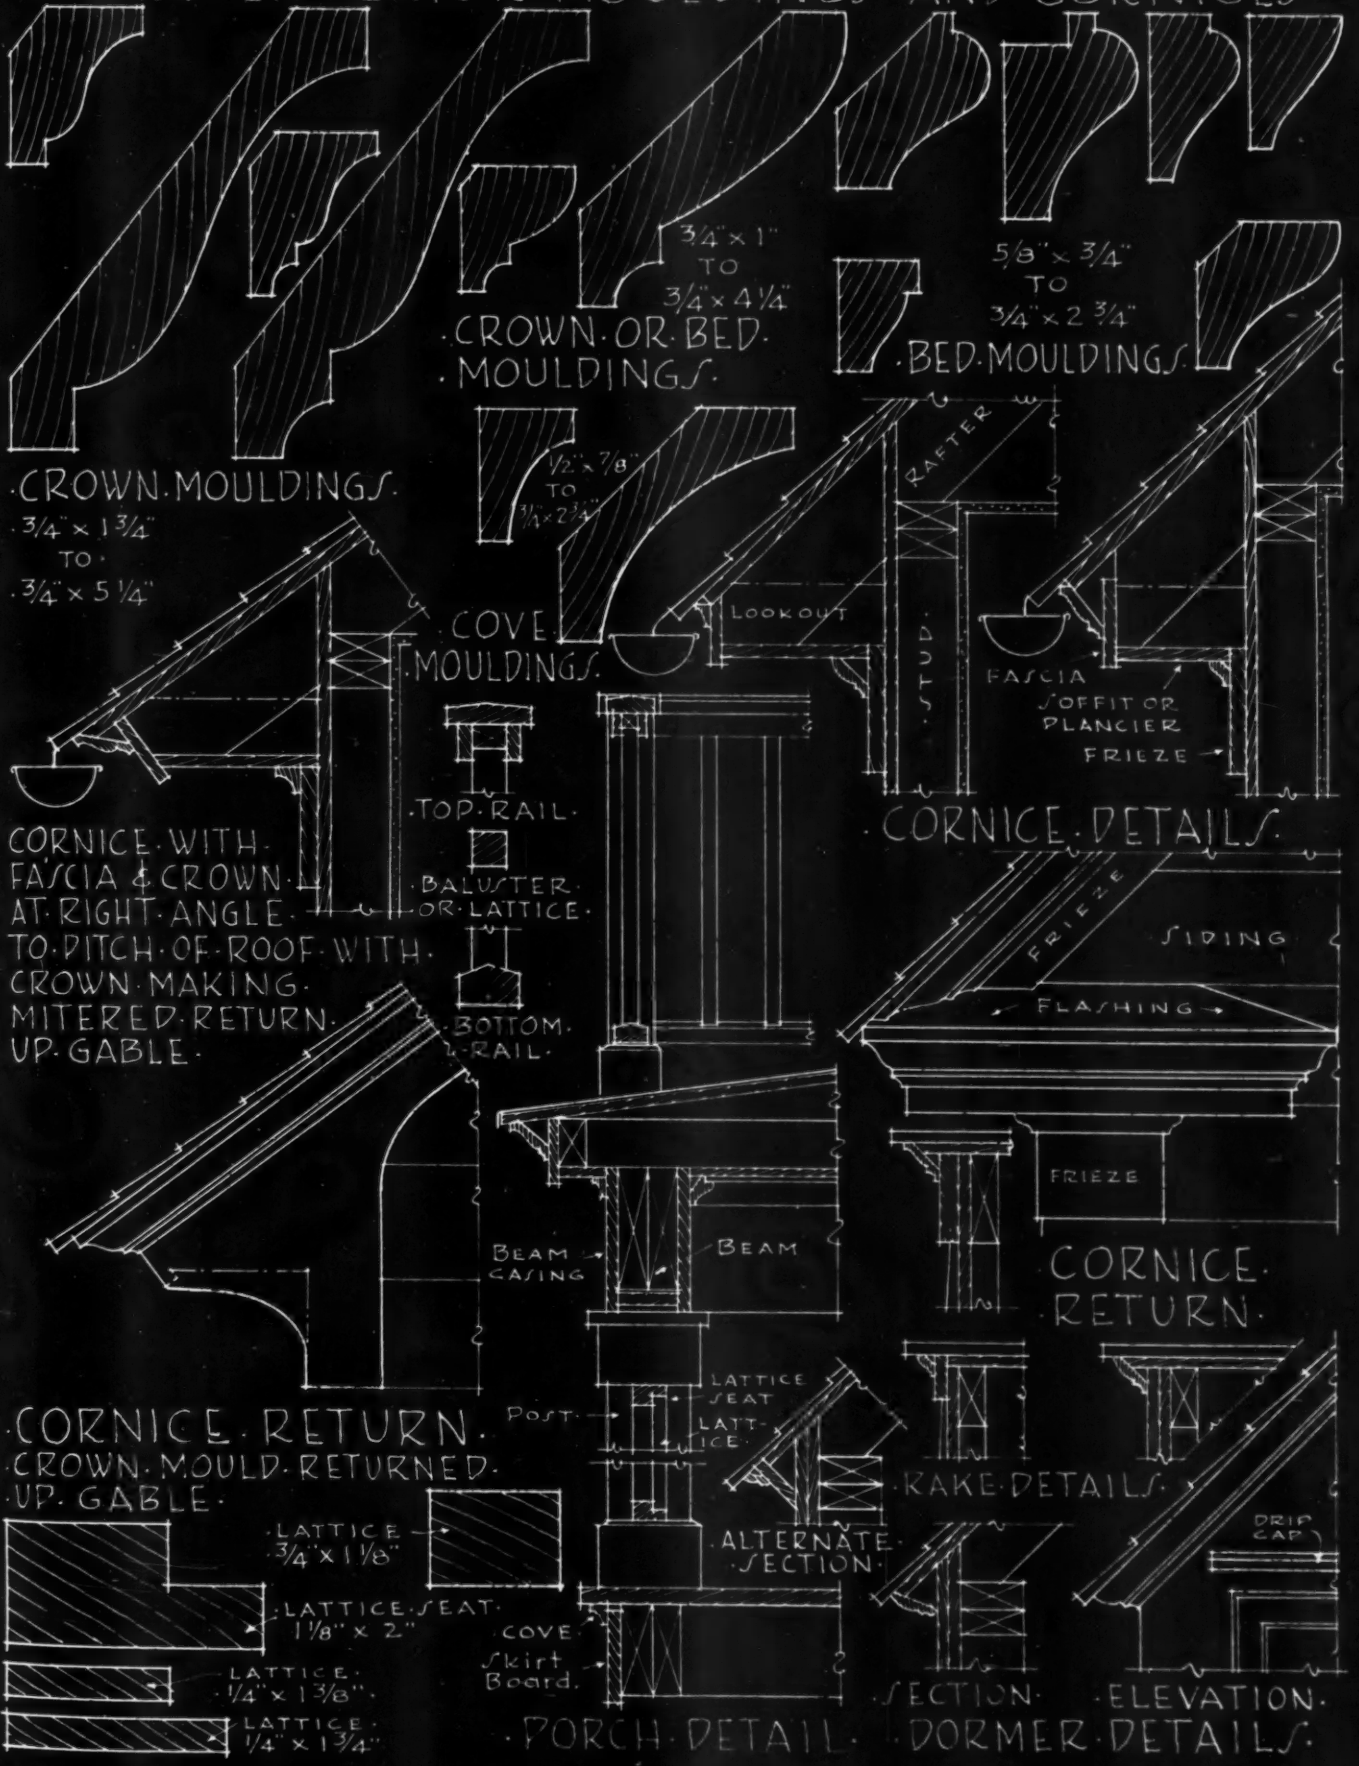 MOULDINGS AND CORNICES
3/4" x 1"
TO
3/4" x 4 1/4"
·CROWN·OR·BED·
·MOULDINGS·
5/8" x 3/4"
TO
3/4" x 2 3/4"
·BED·MOULDINGS·
·CROWN·MOULDINGS·
·3/4" x 1 3/4"
TO·
·3/4" x 5 1/4"
1/2" x 7/8"
TO
3/4" x 2 3/4"
·COVE·
·MOULDINGS·
RAFTER
LOOKOUT
·STUD·
FASCIA
SOFFIT OR
PLANCIER
FRIEZE
·CORNICE·DETAILS·
CORNICE·WITH·
FASCIA & CROWN·
AT·RIGHT·ANGLE·
TO·PITCH·OF·ROOF·WITH·
CROWN·MAKING·
MITERED·RETURN·
UP·GABLE·
·TOP·RAIL·
·BALUSTER·
·OR·LATTICE·
·BOTTOM·
·RAIL·
FRIEZE
·SIDING·
FLASHING
FRIEZE
CORNICE·
RETURN·
BEAM
CASING
BEAM
·CORNICE·RETURN·
·CROWN·MOULD·RETURNED·
·UP·GABLE·
POST·
LATTICE
SEAT
LATT-
ICE·
·ALTERNATE·
·SECTION·
·RAKE·DETAILS·
DRIP
CAP
·LATTICE
·3/4" x 1 1/8"
·LATTICE·SEAT·
1 1/8" x 2"
·LATTICE·
·1/4" x 1 3/8"·
·LATTICE·
1/4" x 1 3/4"
COVE
Skirt
Board.
·PORCH·DETAIL·
·SECTION·
·ELEVATION·
·DORMER·DETAILS·